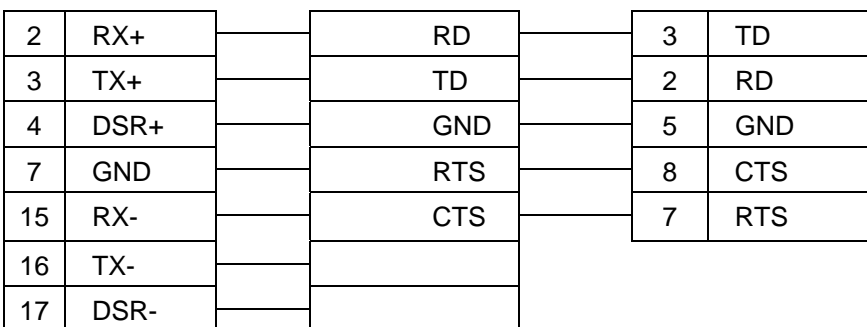 2 RX+ RD 3 TD
3 TX+ TD 2 RD
4 DSR+ GND 5 GND
7 GND RTS 8 CTS
15 RX- CTS 7 RTS
16 TX-
17 DSR-